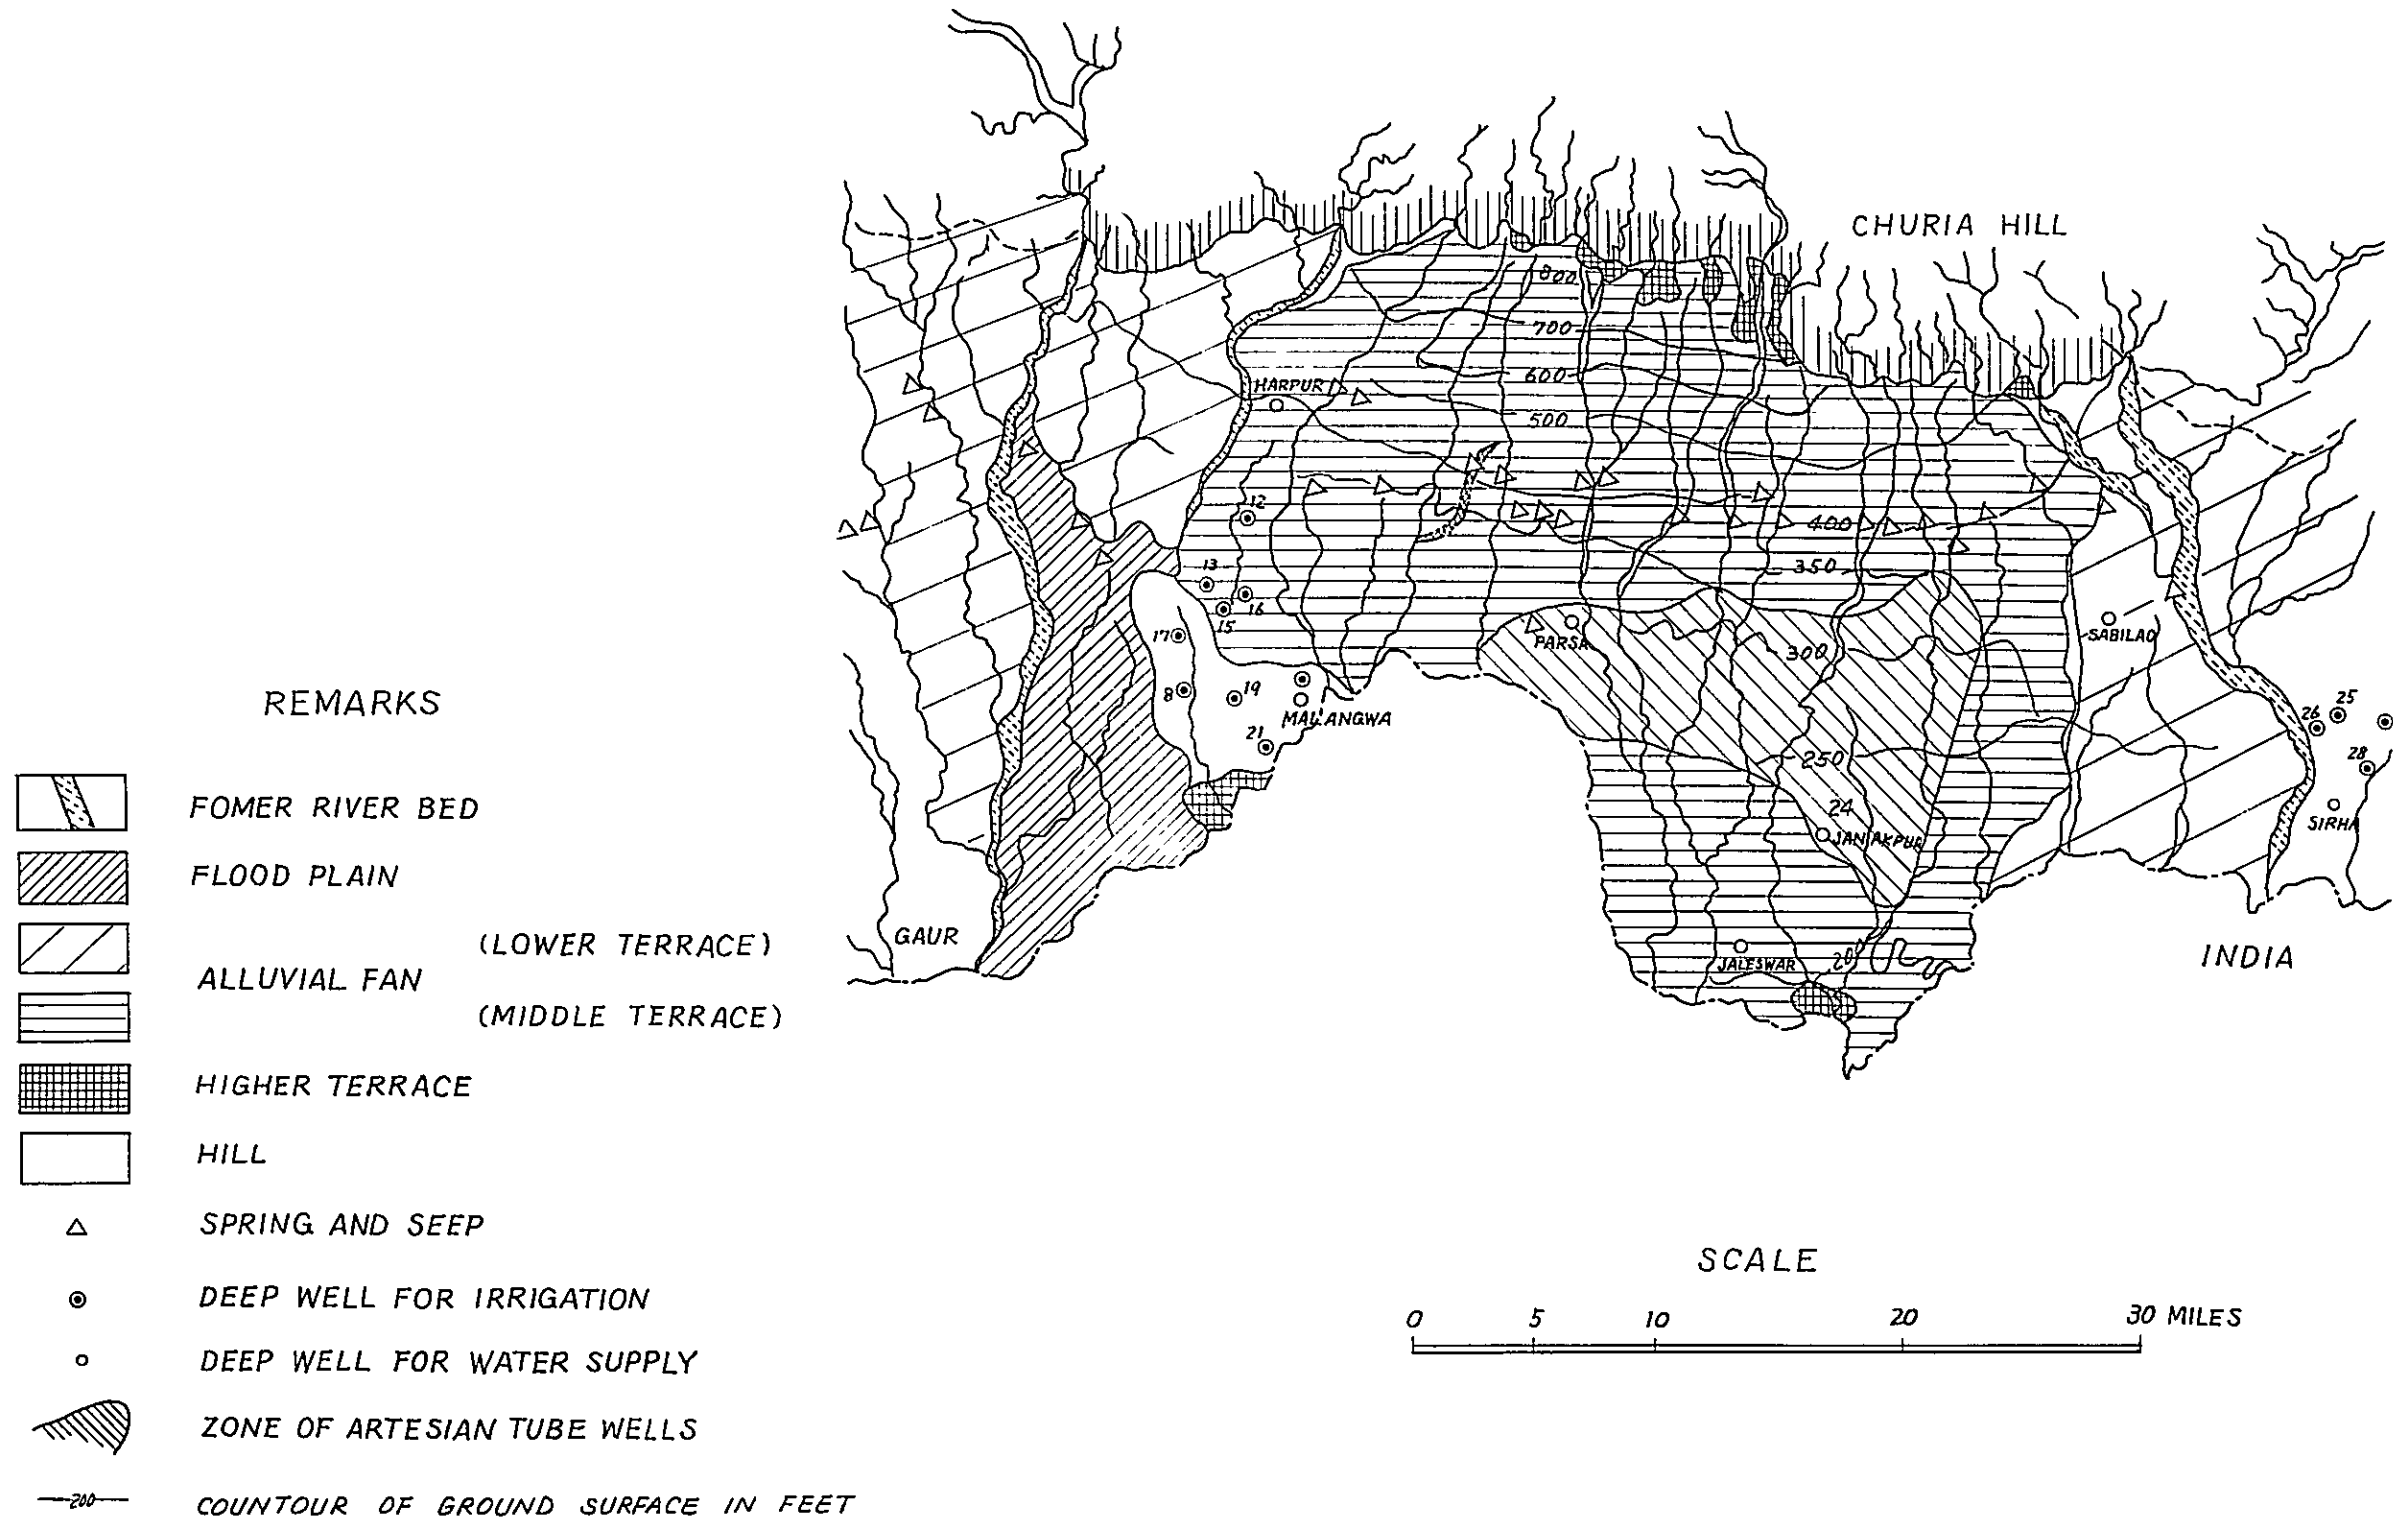 CHURIA HILL
800
700
HARPUR
600
500
12
400
13
350
16
15
17
PARSA
SABILAO
300
8
19
MALANGWA
25
26
21
28
250
24
SIRHA
JANAKPUR
GAUR
INDIA
JALESWAR
20
REMARKS
FOMER RIVER BED
FLOOD PLAIN
(LOWER TERRACE)
ALLUVIAL FAN
(MIDDLE TERRACE)
HIGHER TERRACE
HILL
SPRING AND SEEP
DEEP WELL FOR IRRIGATION
DEEP WELL FOR WATER SUPPLY
ZONE OF ARTESIAN TUBE WELLS
200
COUNTOUR OF GROUND SURFACE IN FEET
SCALE
0 5 10 20 30 MILES